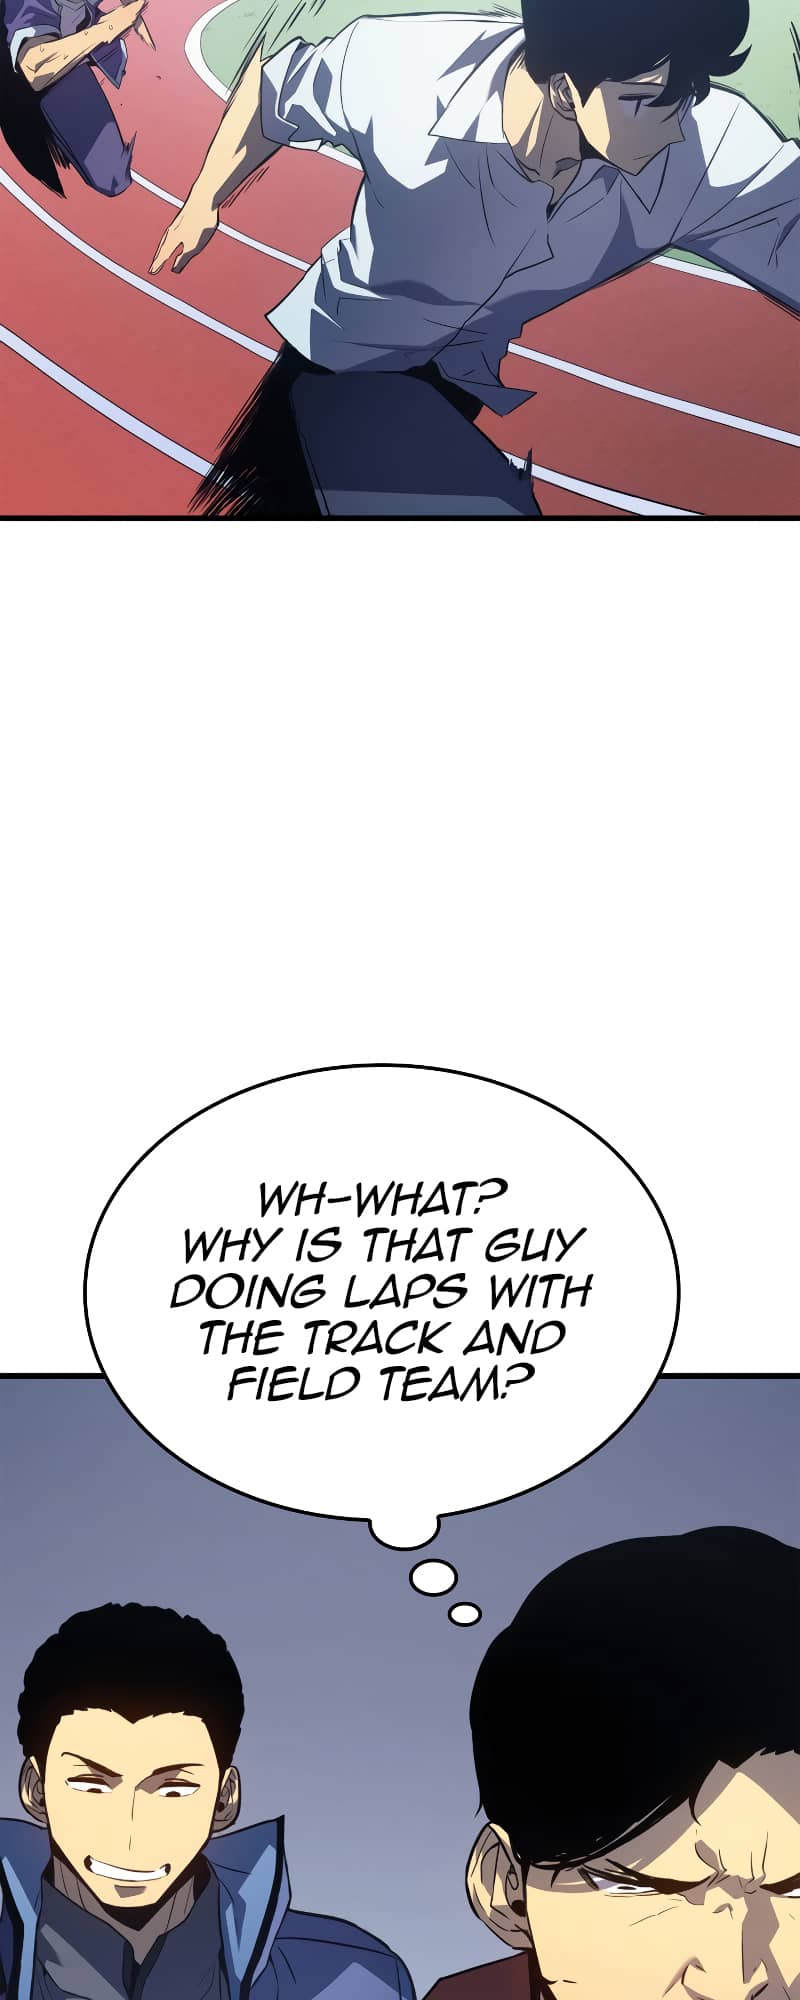 WH-WHAT?
WHY IS THAT GUY
DOING LAPS WITH
THE TRACK AND
FIELD TEAM?